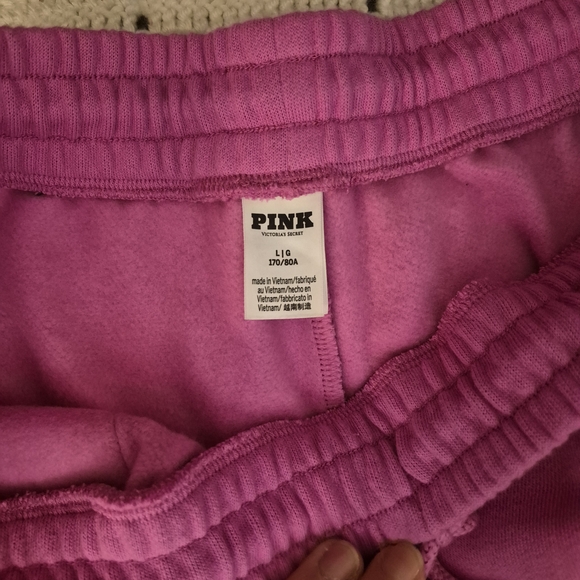 PINK
VICTORIA'S SECRET
L|G
170/80A
made in Vietnam/fabriqué
au Vietnam/hecho en
Vietnam/fabbricato in
Vietnam/ 越南制造